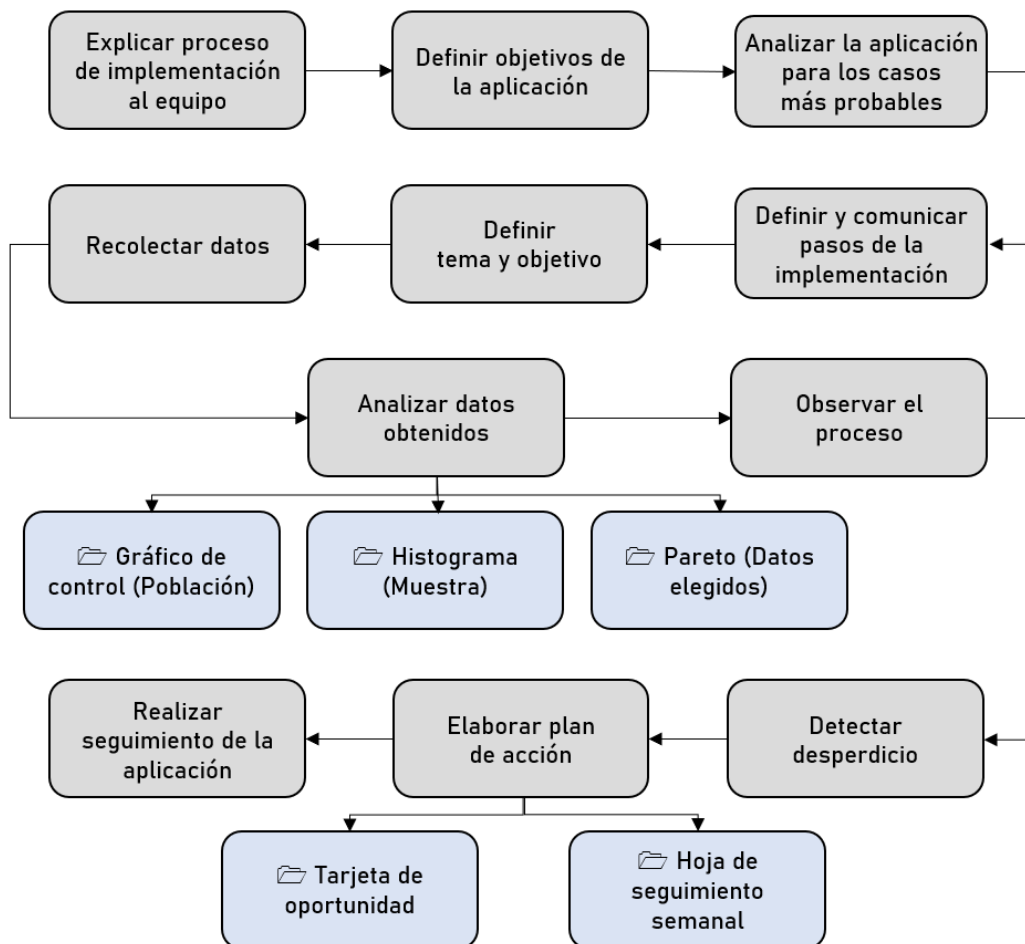 Explicar proceso
de implementación
al equipo
Definir objetivos de
la aplicación
Analizar la aplicación
para los casos
más probables
Recolectar datos
Definir
tema y objetivo
Definir y comunicar
pasos de la
implementación
Analizar datos
obtenidos
Observar el
proceso
Gráfico de
control (Población)
Histograma
(Muestra)
Pareto (Datos
elegidos)
Realizar
seguimiento de la
aplicación
Elaborar plan
de acción
Detectar
desperdicio
Tarjeta de
oportunidad
Hoja de
seguimiento
semanal